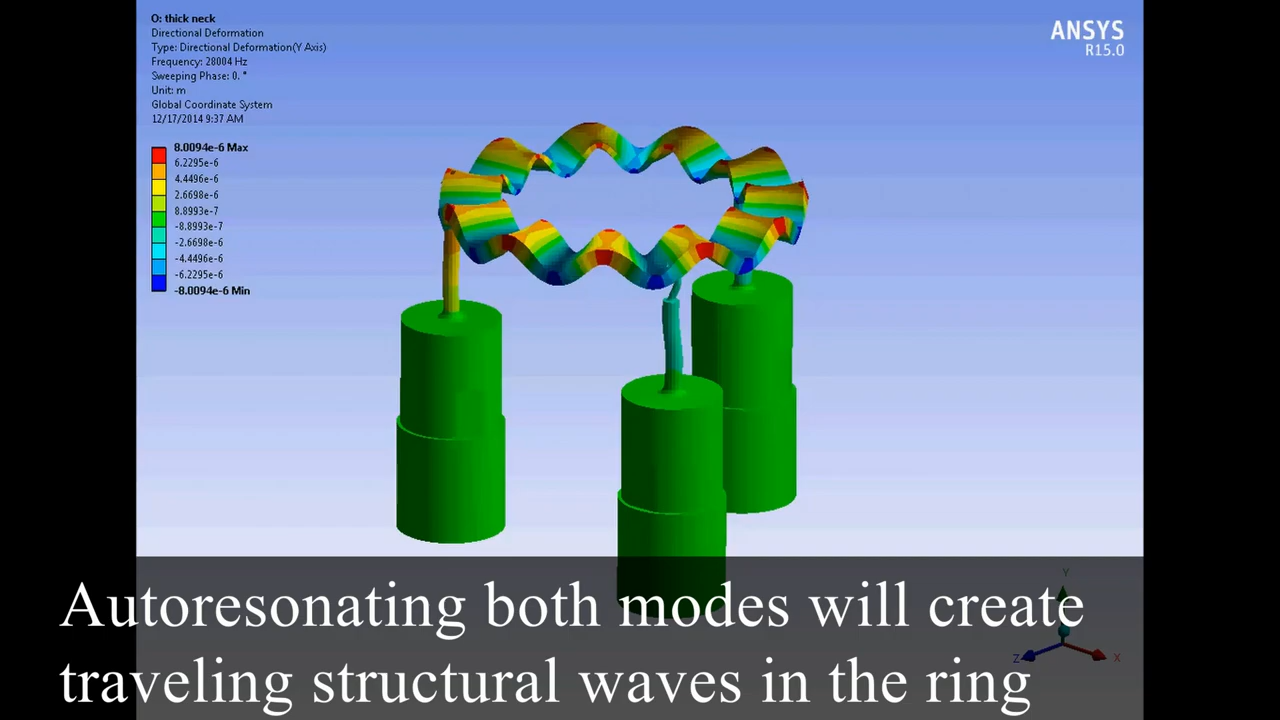 O: thick neck
Directional Deformation
Type: Directional Deformation(Y Axis)
Frequency: 28004 Hz
Sweeping Phase: 0. °
Unit: m
Global Coordinate System
12/17/2014 9:37 AM
8.0094e-6 Max
6.2295e-6
4.4496e-6
2.6698e-6
8.8993e-7
-8.8993e-7
-2.6698e-6
-4.4496e-6
-6.2295e-6
-8.0094e-6 Min
ANSYS
R15.0
Y
Z
X
Autoresonating both modes will create
traveling structural waves in the ring